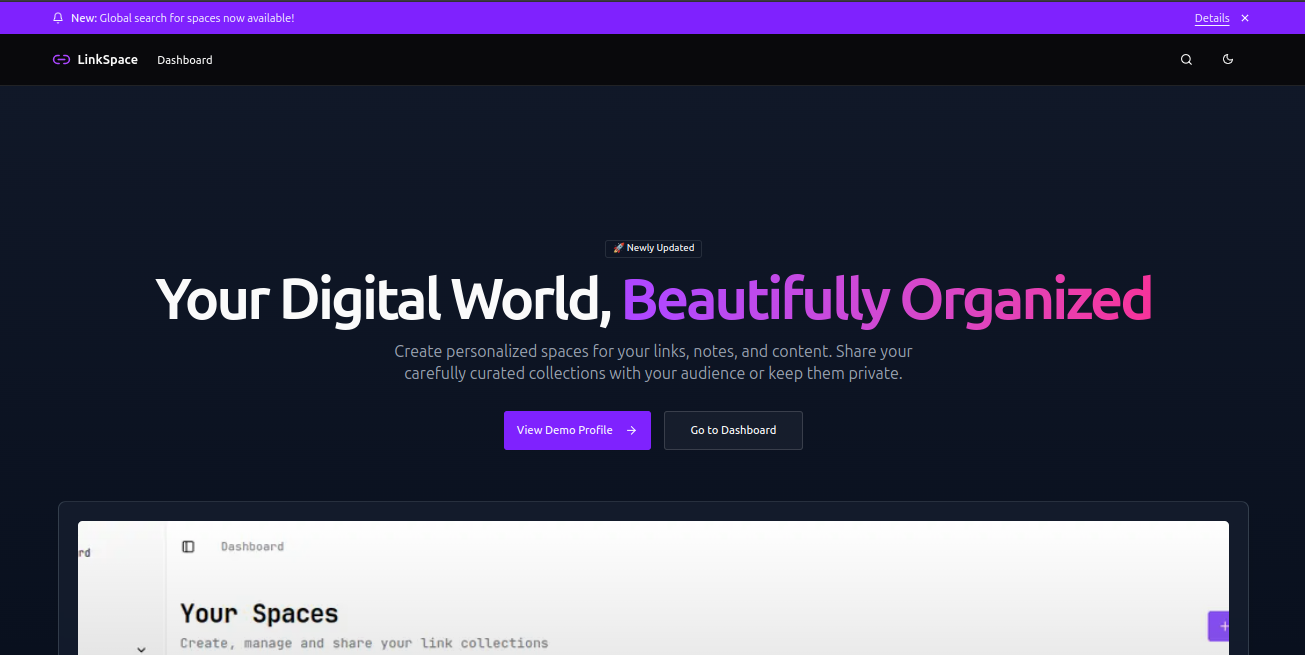 New: Global search for spaces now available!
Details
LinkSpace
Dashboard
🚀 Newly Updated
Your Digital World, Beautifully Organized
Create personalized spaces for your links, notes, and content. Share your
carefully curated collections with your audience or keep them private.
View Demo Profile
Go to Dashboard
rd
Dashboard
Your Spaces
Create, manage and share your link collections